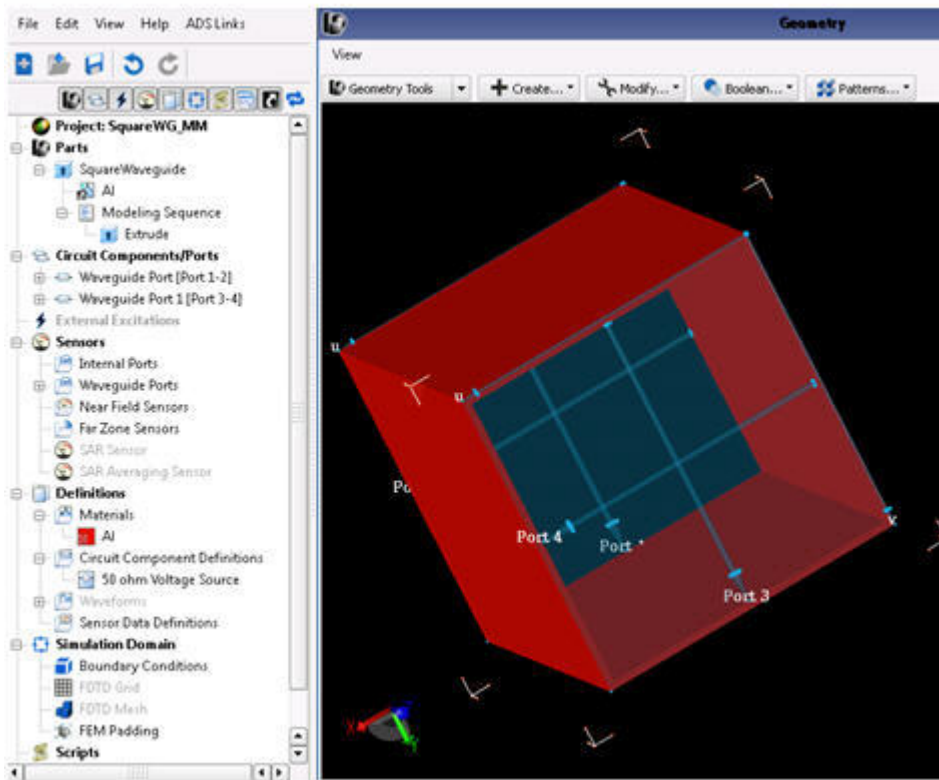 File Edit View Help ADS Links
Project: SquareWG_MM
Parts
SquareWaveguide
Al
Modeling Sequence
Extrude
Circuit Components/Ports
Waveguide Port [Port 1-2]
Waveguide Port 1 [Port 3-4]
External Excitations
Sensors
Internal Ports
Waveguide Ports
Near Field Sensors
Far Zone Sensors
SAR Sensor
SAR Averaging Sensor
Definitions
Materials
Al
Circuit Component Definitions
50 ohm Voltage Source
Waveforms
Sensor Data Definitions
Simulation Domain
Boundary Conditions
FDTD Grid
FDTD Mesh
FEM Padding
Scripts
Geometry
View
Geometry Tools Create... Modify... Boolean... Patterns...
u
u
Po
Port 4
Port
v
Port 3
X
Y